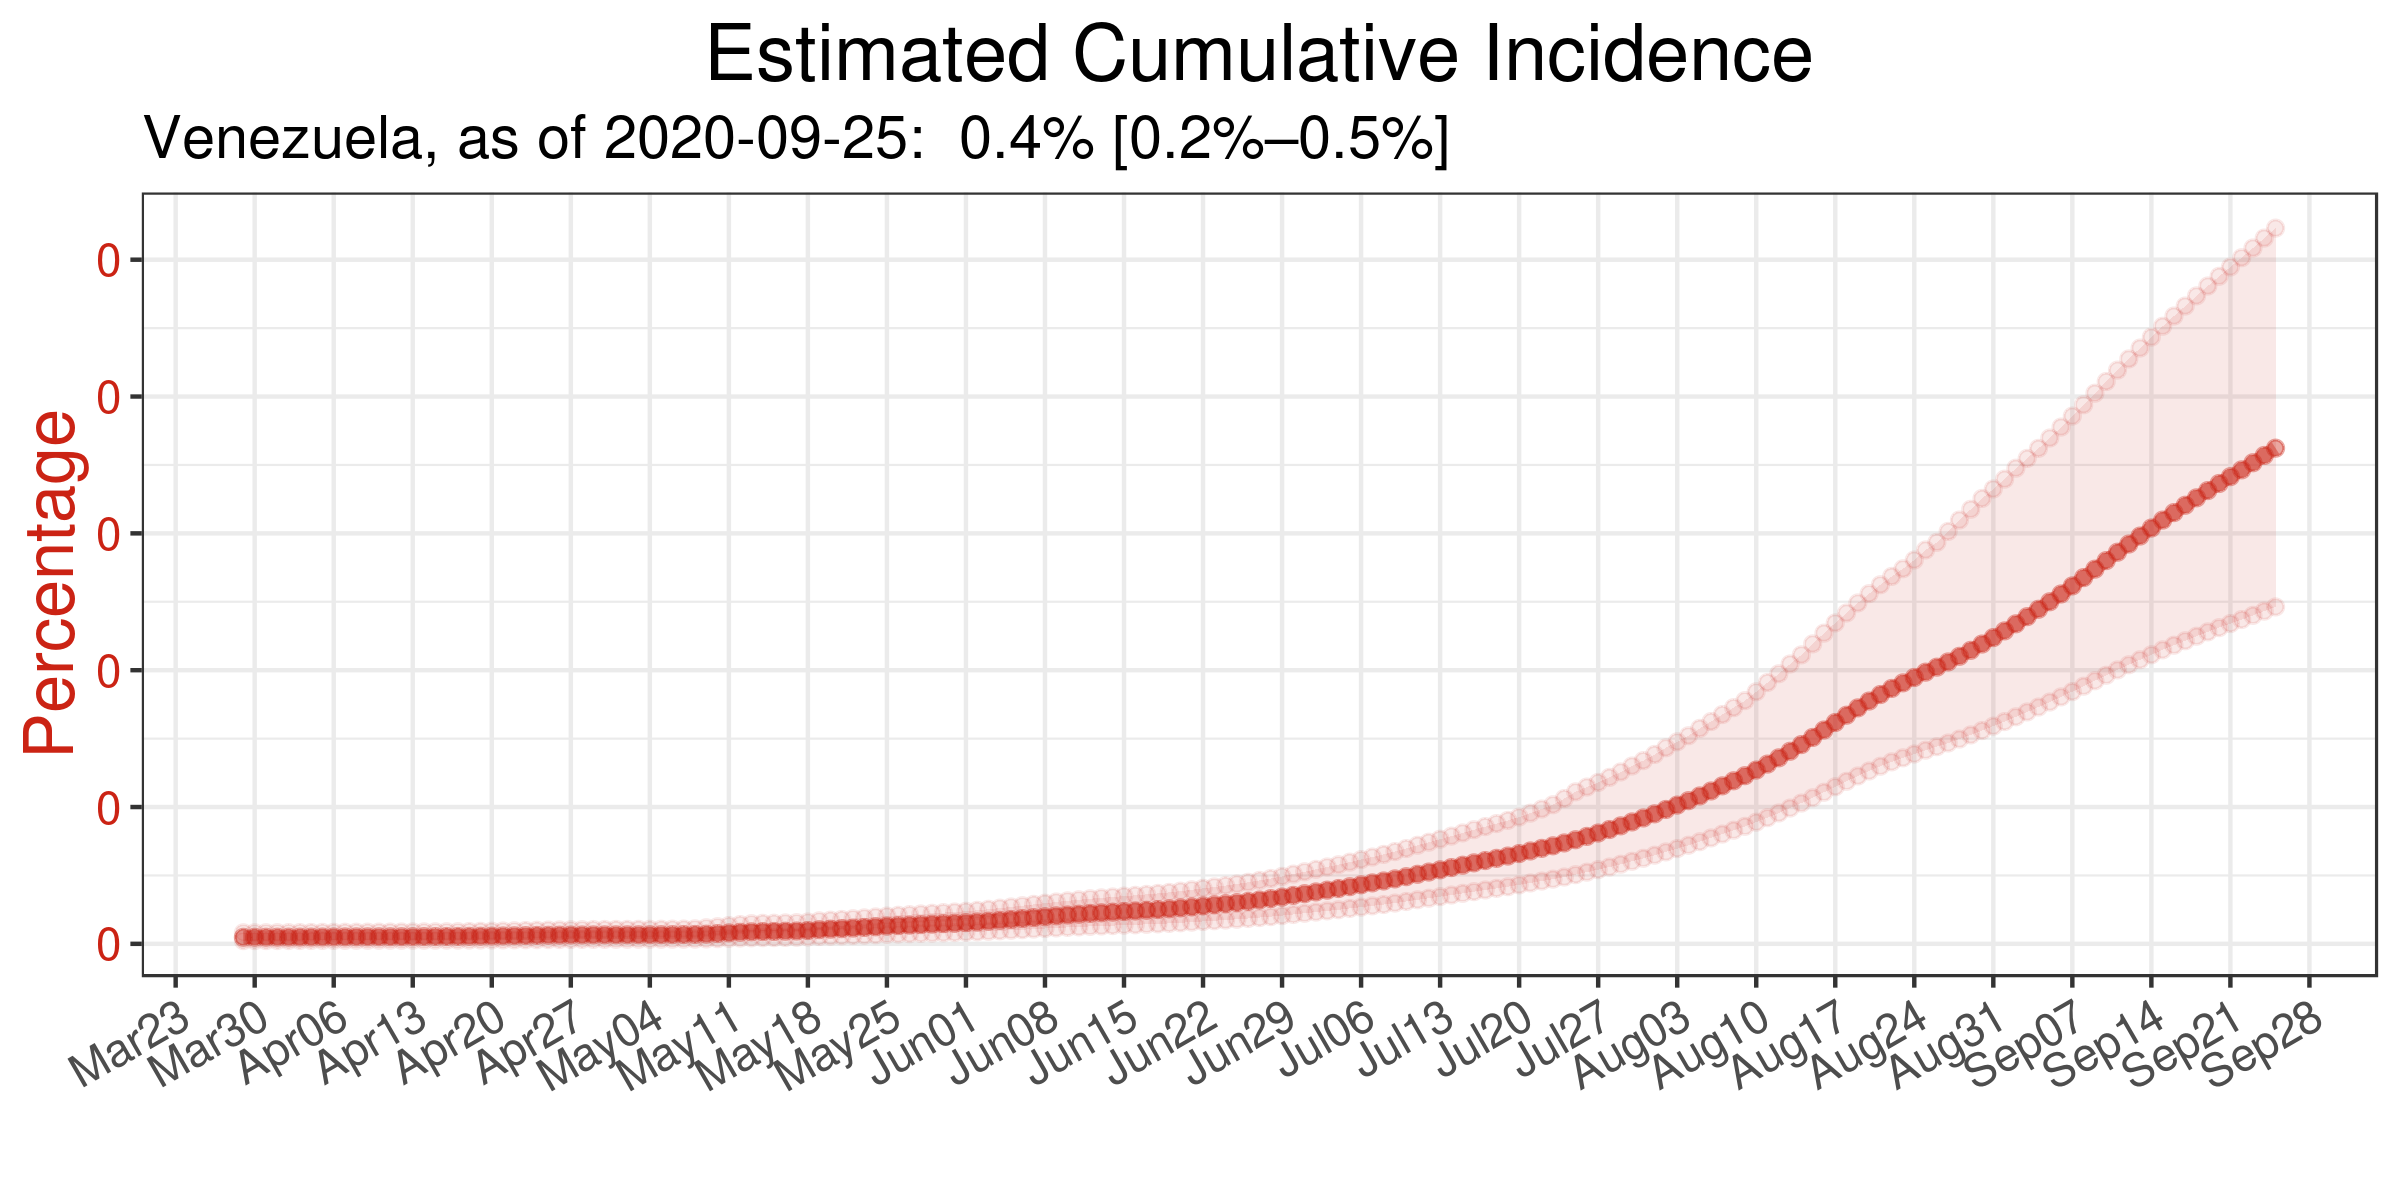 Estimated Cumulative Incidence
Venezuela, as of 2020-09-25:  0.4% [0.2%–0.5%]
Percentage
0
0
0
0
0
0
Mar23
Mar30
Apr06
Apr13
Apr20
Apr27
May04
May11
May18
May25
Jun01
Jun08
Jun15
Jun22
Jun29
Jul06
Jul13
Jul20
Jul27
Aug03
Aug10
Aug17
Aug24
Aug31
Sep07
Sep14
Sep21
Sep28